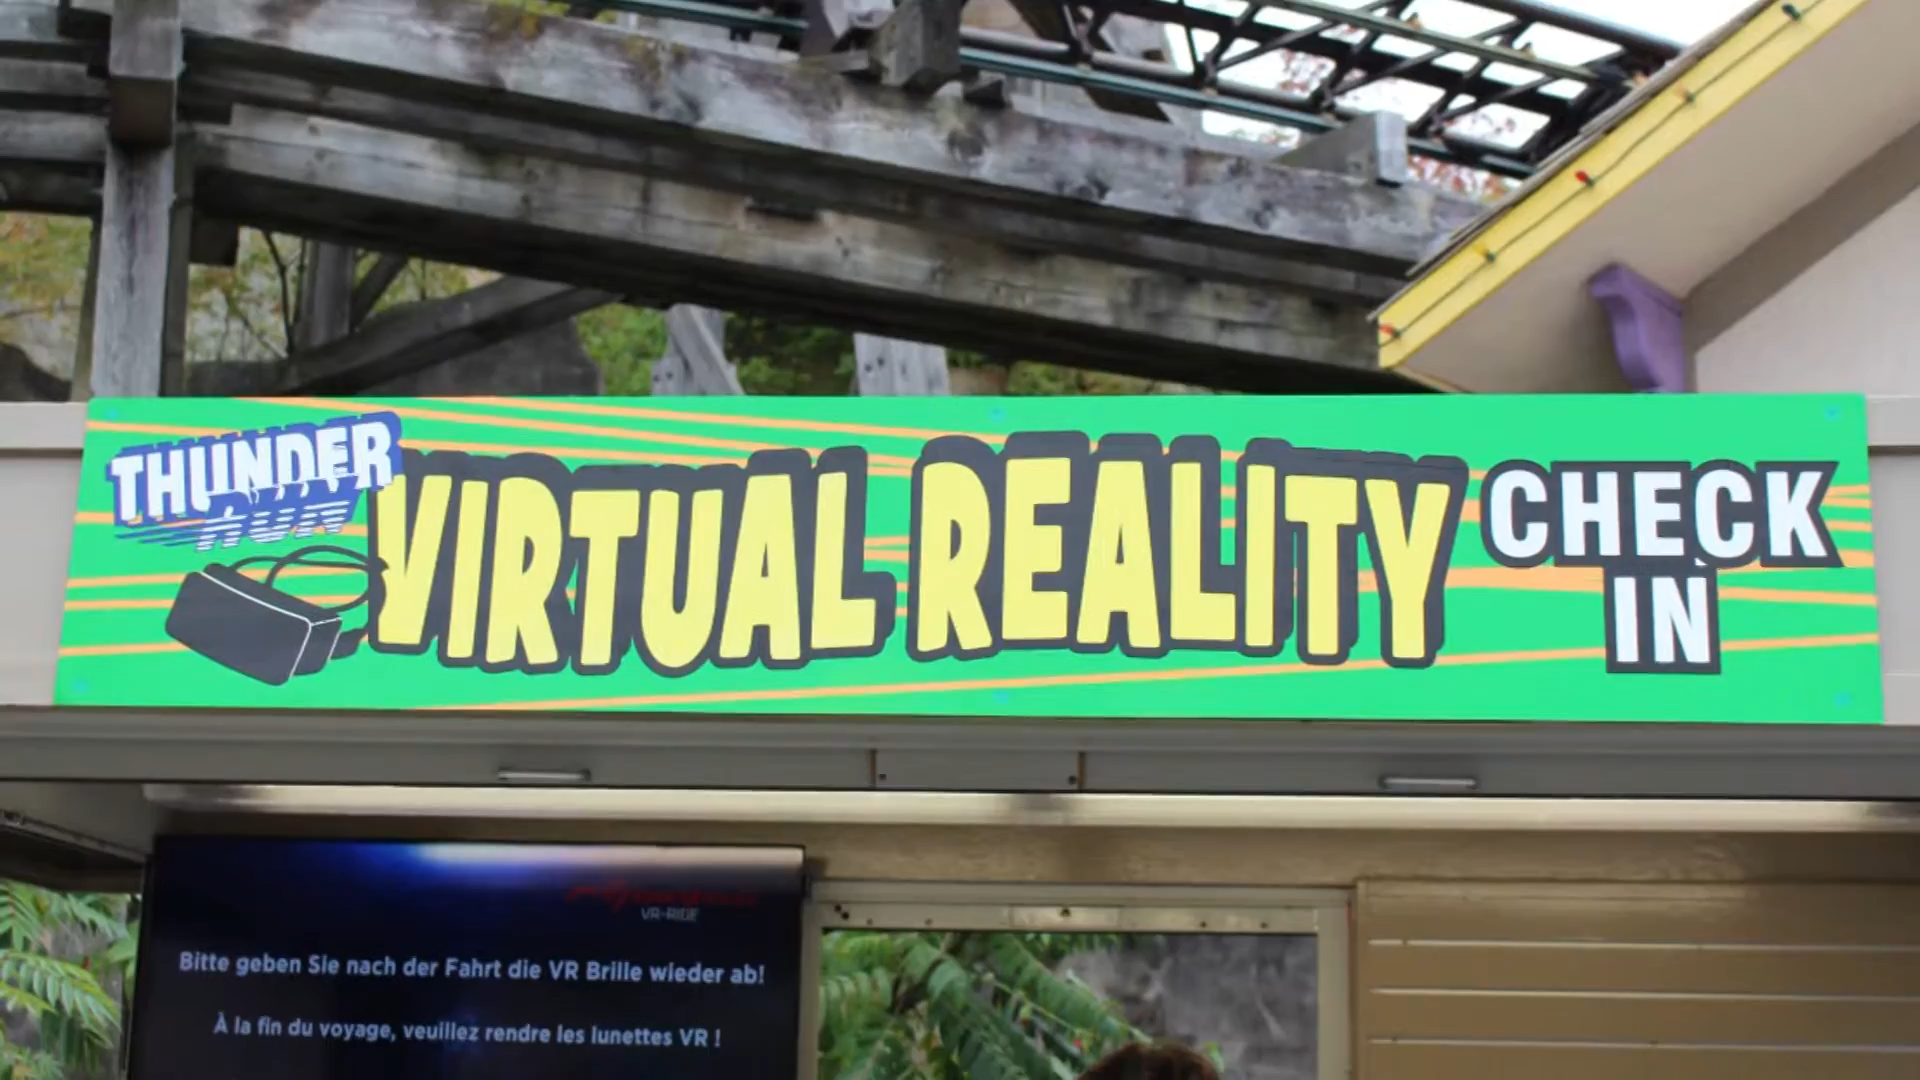 THUNDER
RUN
VIRTUAL REALITY
CHECK
IN
VR-RIDE
Bitte geben Sie nach der Fahrt die VR Brille wieder ab!
À la fin du voyage, veuillez rendre les lunettes VR !